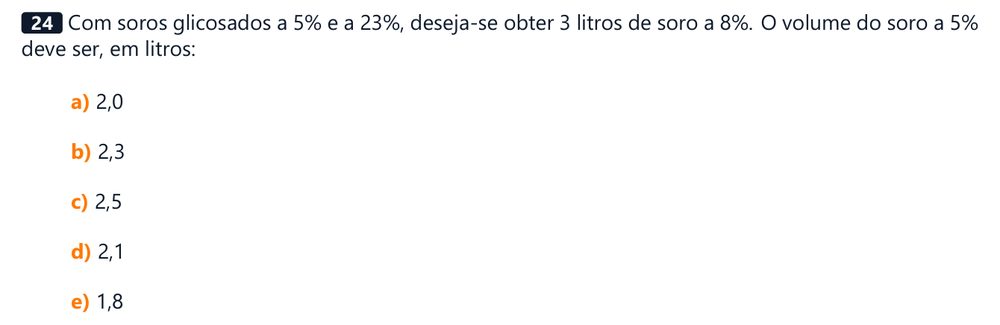 24 Com soros glicosados a 5% e a 23%, deseja-se obter 3 litros de soro a 8%. O volume do soro a 5%
deve ser, em litros:
a) 2,0
b) 2,3
c) 2,5
d) 2,1
e) 1,8